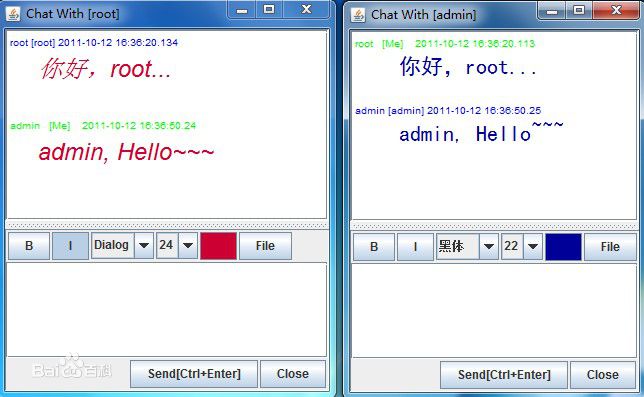 Chat With [root]
root [root] 2011-10-12 16:36:20.134
你好，root...
admin [Me] 2011-10-12 16:36:50.24
admin, Hello~~~
B I Dialog 24 File
Send[Ctrl+Enter] Close
Baidu百科
Chat With [admin]
root [Me] 2011-10-12 16:36:20.113
你好，root...
admin [admin] 2011-10-12 16:36:50.25
admin, Hello~~~
B I 黑体 22 File
Send[Ctrl+Enter] Close